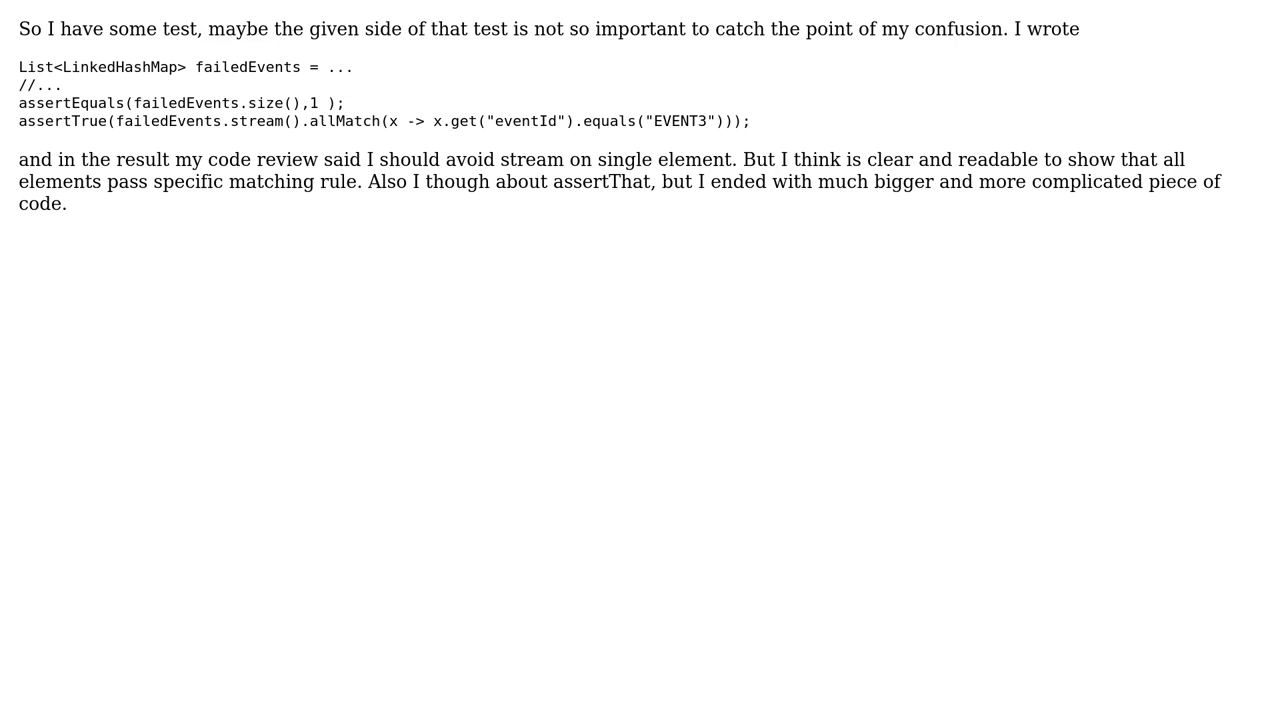 So I have some test, maybe the given side of that test is not so important to catch the point of my confusion. I wrote
List<LinkedHashMap> failedEvents = ...
//...
assertEquals(failedEvents.size(),1 );
assertTrue(failedEvents.stream().allMatch(x -> x.get("eventId").equals("EVENT3")));
and in the result my code review said I should avoid stream on single element. But I think is clear and readable to show that all
elements pass specific matching rule. Also I though about assertThat, but I ended with much bigger and more complicated piece of
code.